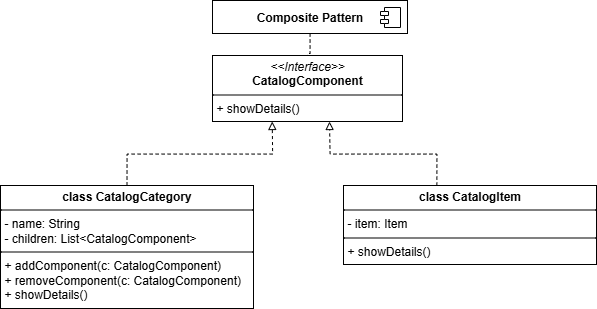 Composite Pattern
<<Interface>>
CatalogComponent
+ showDetails()
class CatalogCategory
- name: String
- children: List<CatalogComponent>
+ addComponent(c: CatalogComponent)
+ removeComponent(c: CatalogComponent)
+ showDetails()
class CatalogItem
- item: Item
+ showDetails()